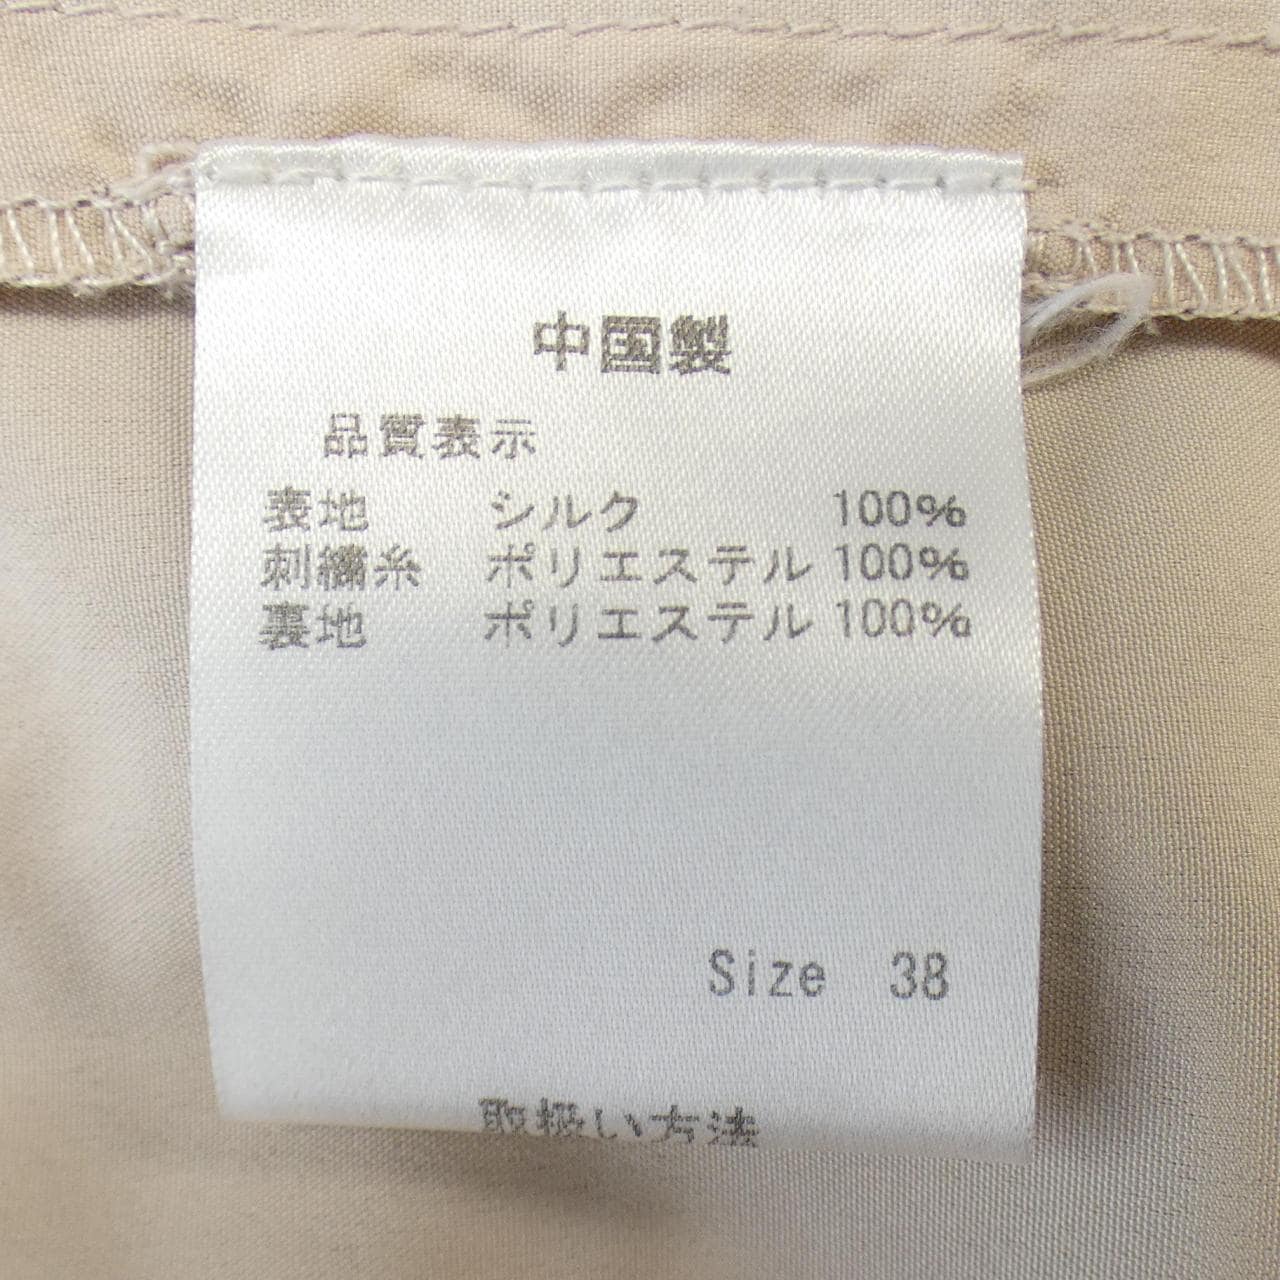 中国製
品質表示
表地 シルク 100%
刺繍糸 ポリエステル 100%
裏地 ポリエステル 100%
Size 38
取扱い方法